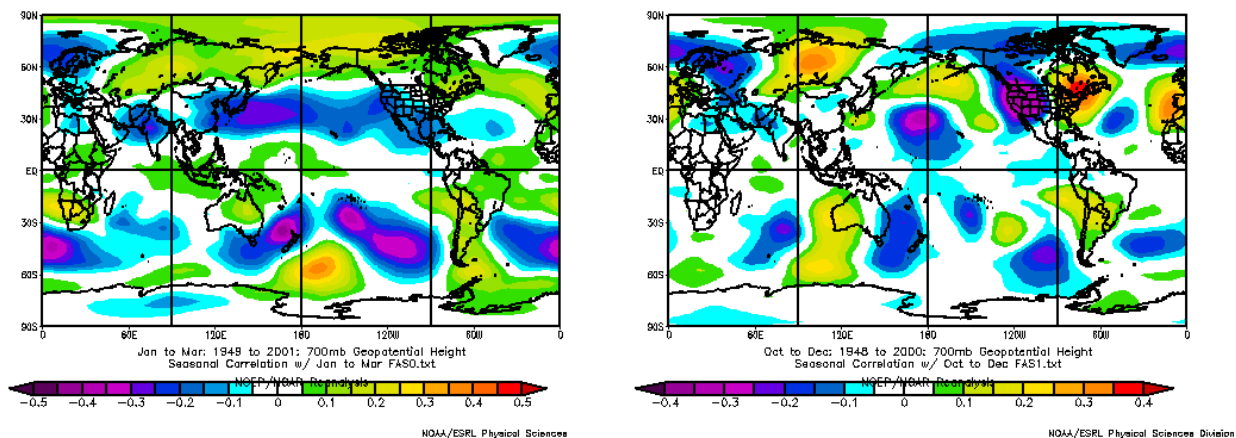 90N
60N
30N
EQ
30S
60S
90S
0 60E 120E 180 120W 60W 0
Jan to Mar: 1949 to 2001: 700mb Geopotential Height
Seasonal Correlation w/ Jan to Mar FAS0.txt
NCEP/NCAR Reanalysis
-0.5 -0.4 -0.3 -0.2 -0.1 0 0.1 0.2 0.3 0.4 0.5
NOAA/ESRL Physical Sciences
90N
60N
30N
EQ
30S
60S
90S
0 60E 120E 180 120W 60W 0
Oct to Dec: 1948 to 2000: 700mb Geopotential Height
Seasonal Correlation w/ Oct to Dec FAS1.txt
NCEP/NCAR Reanalysis
-0.4 -0.3 -0.2 -0.1 0 0.1 0.2 0.3 0.4
NOAA/ESRL Physical Sciences Division